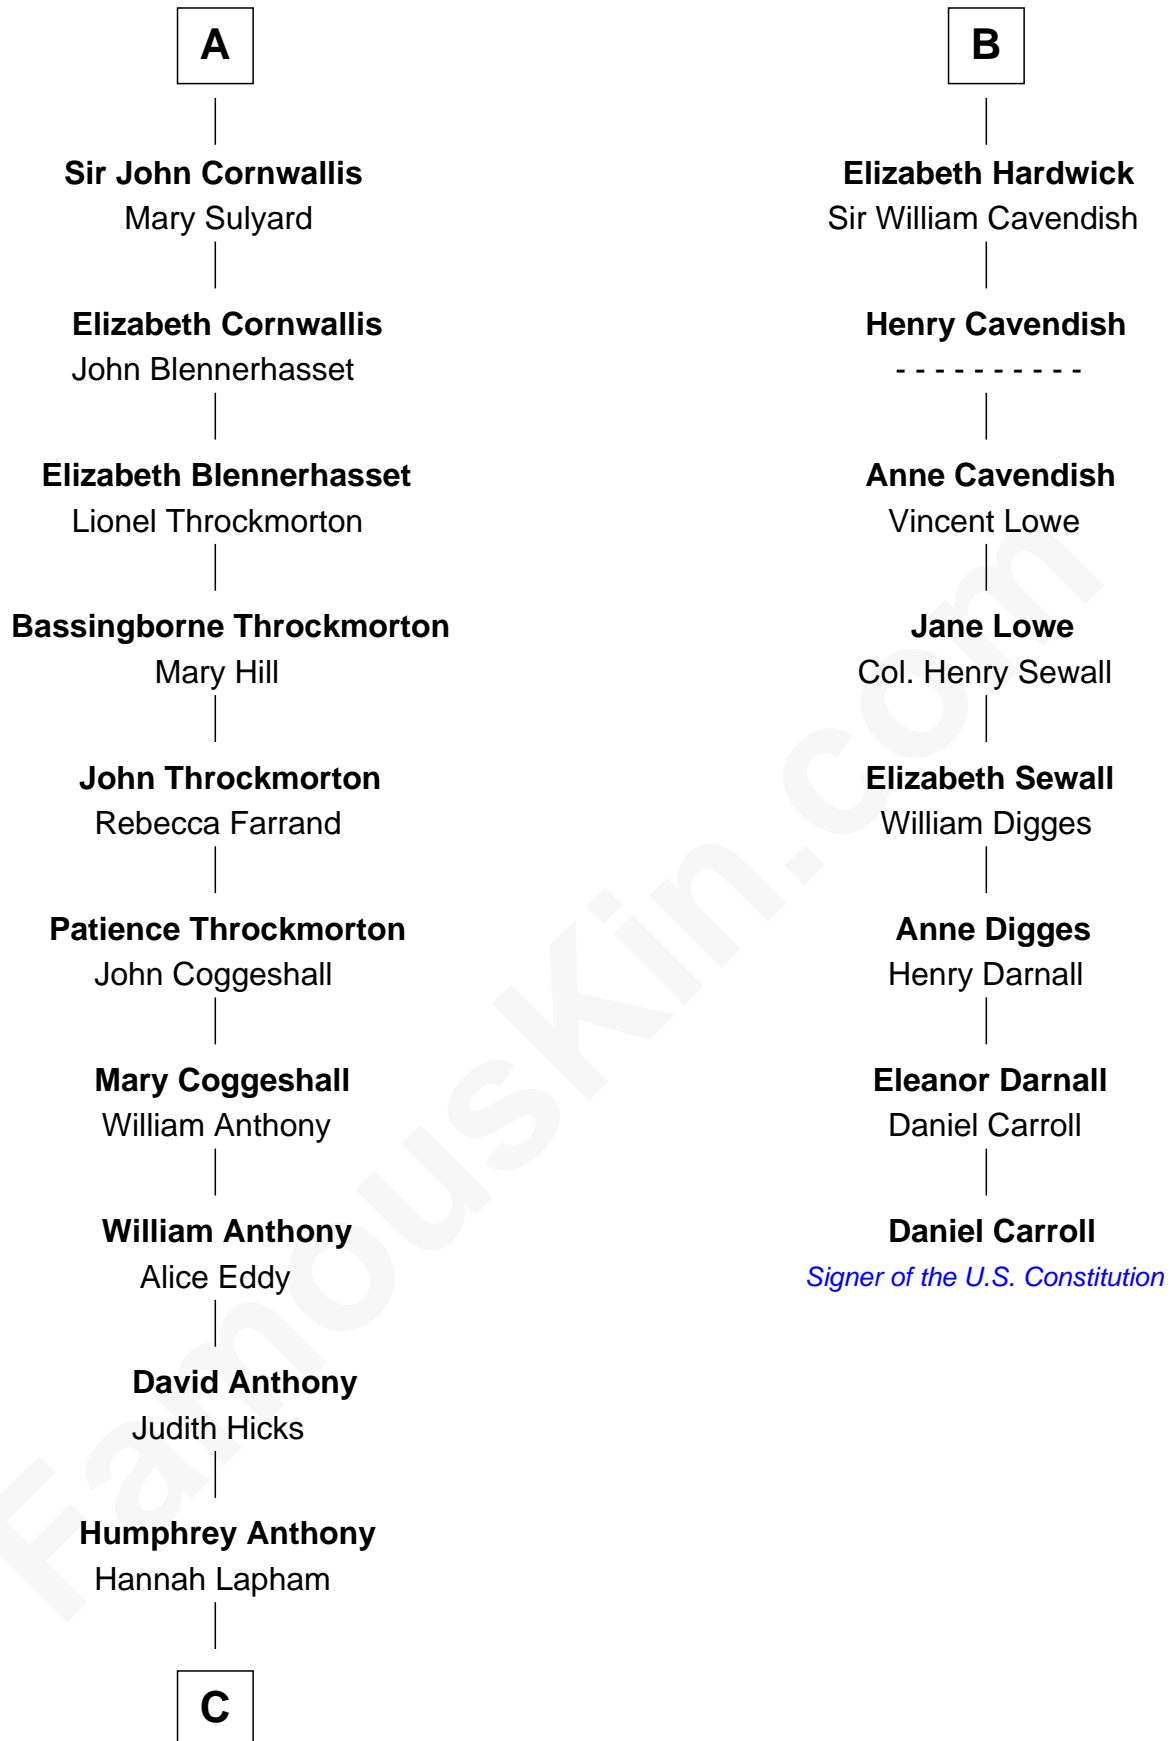 A
Sir John Cornwallis
Mary Sulyard
Elizabeth Cornwallis
John Blennerhasset
Elizabeth Blennerhasset
Lionel Throckmorton
Bassingborne Throckmorton
Mary Hill
John Throckmorton
Rebecca Farrand
Patience Throckmorton
John Coggeshall
Mary Coggeshall
William Anthony
William Anthony
Alice Eddy
David Anthony
Judith Hicks
Humphrey Anthony
Hannah Lapham
C
B
Elizabeth Hardwick
Sir William Cavendish
Henry Cavendish
- - - - - - - - - -
Anne Cavendish
Vincent Lowe
Jane Lowe
Col. Henry Sewall
Elizabeth Sewall
William Digges
Anne Digges
Henry Darnall
Eleanor Darnall
Daniel Carroll
Daniel Carroll
Signer of the U.S. Constitution
FamousKin.com